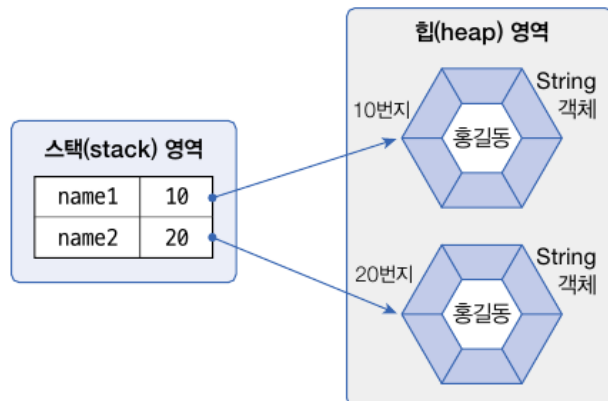 힙(heap) 영역
String
객체
10번지
홍길동
스택(stack) 영역
name1 10
name2 20
String
객체
20번지
홍길동